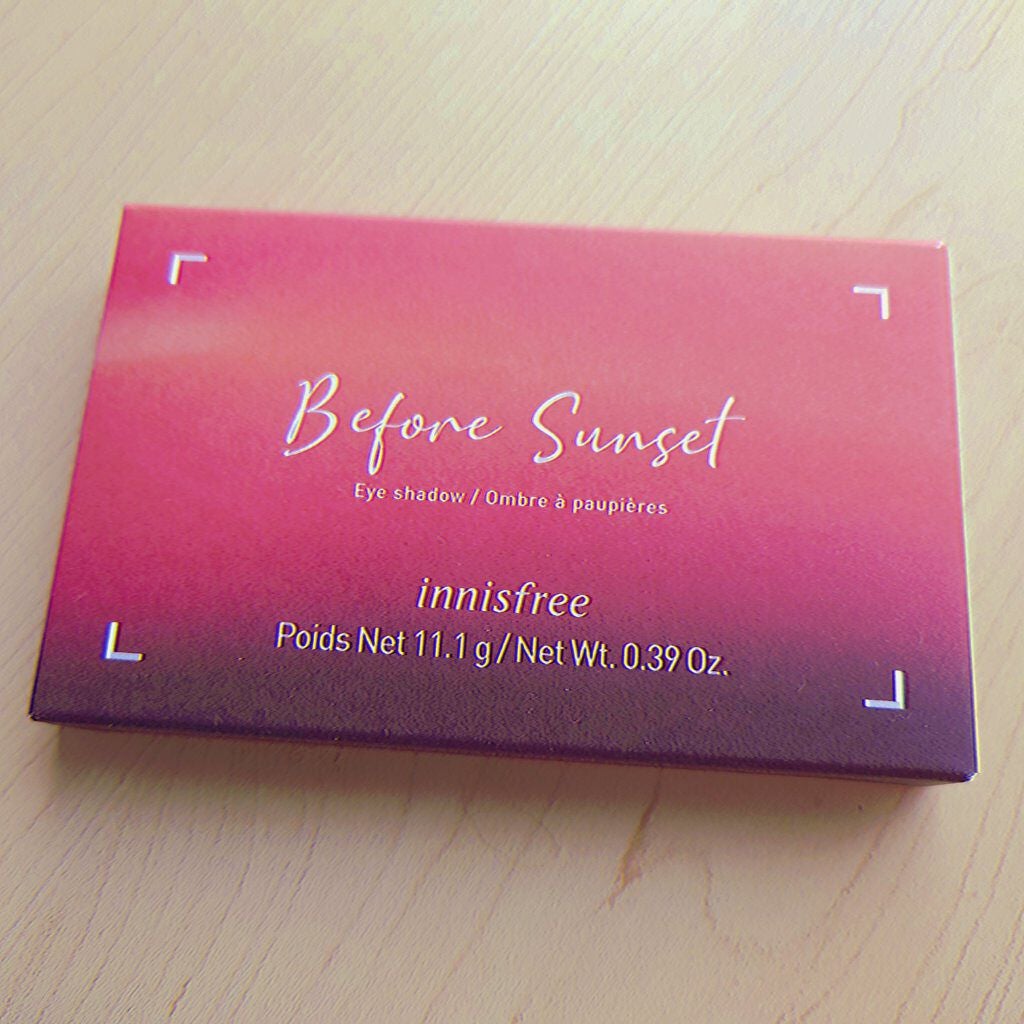 Before Sunset
Eye shadow / Ombre à paupières
innisfree
Poids Net 11.1 g / Net Wt. 0.39 Oz.